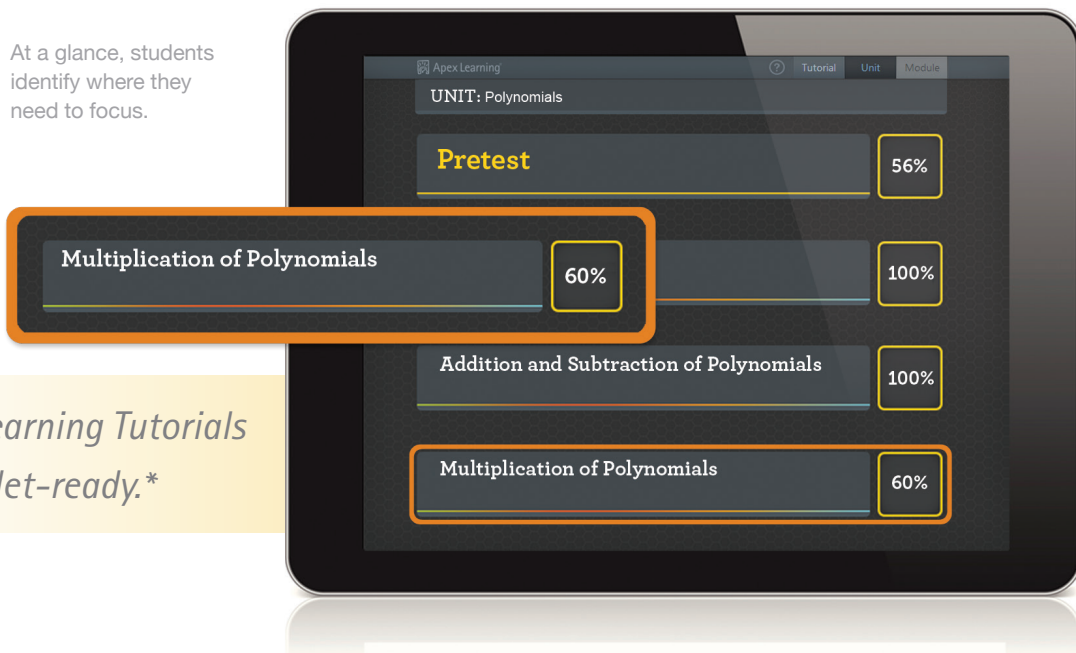 At a glance, students
identify where they
need to focus.
Apex Learning
? Tutorial Unit Module
UNIT: Polynomials
Pretest
56%
Multiplication of Polynomials
60%
100%
Addition and Subtraction of Polynomials
100%
earning Tutorials
let-ready.*
Multiplication of Polynomials
60%